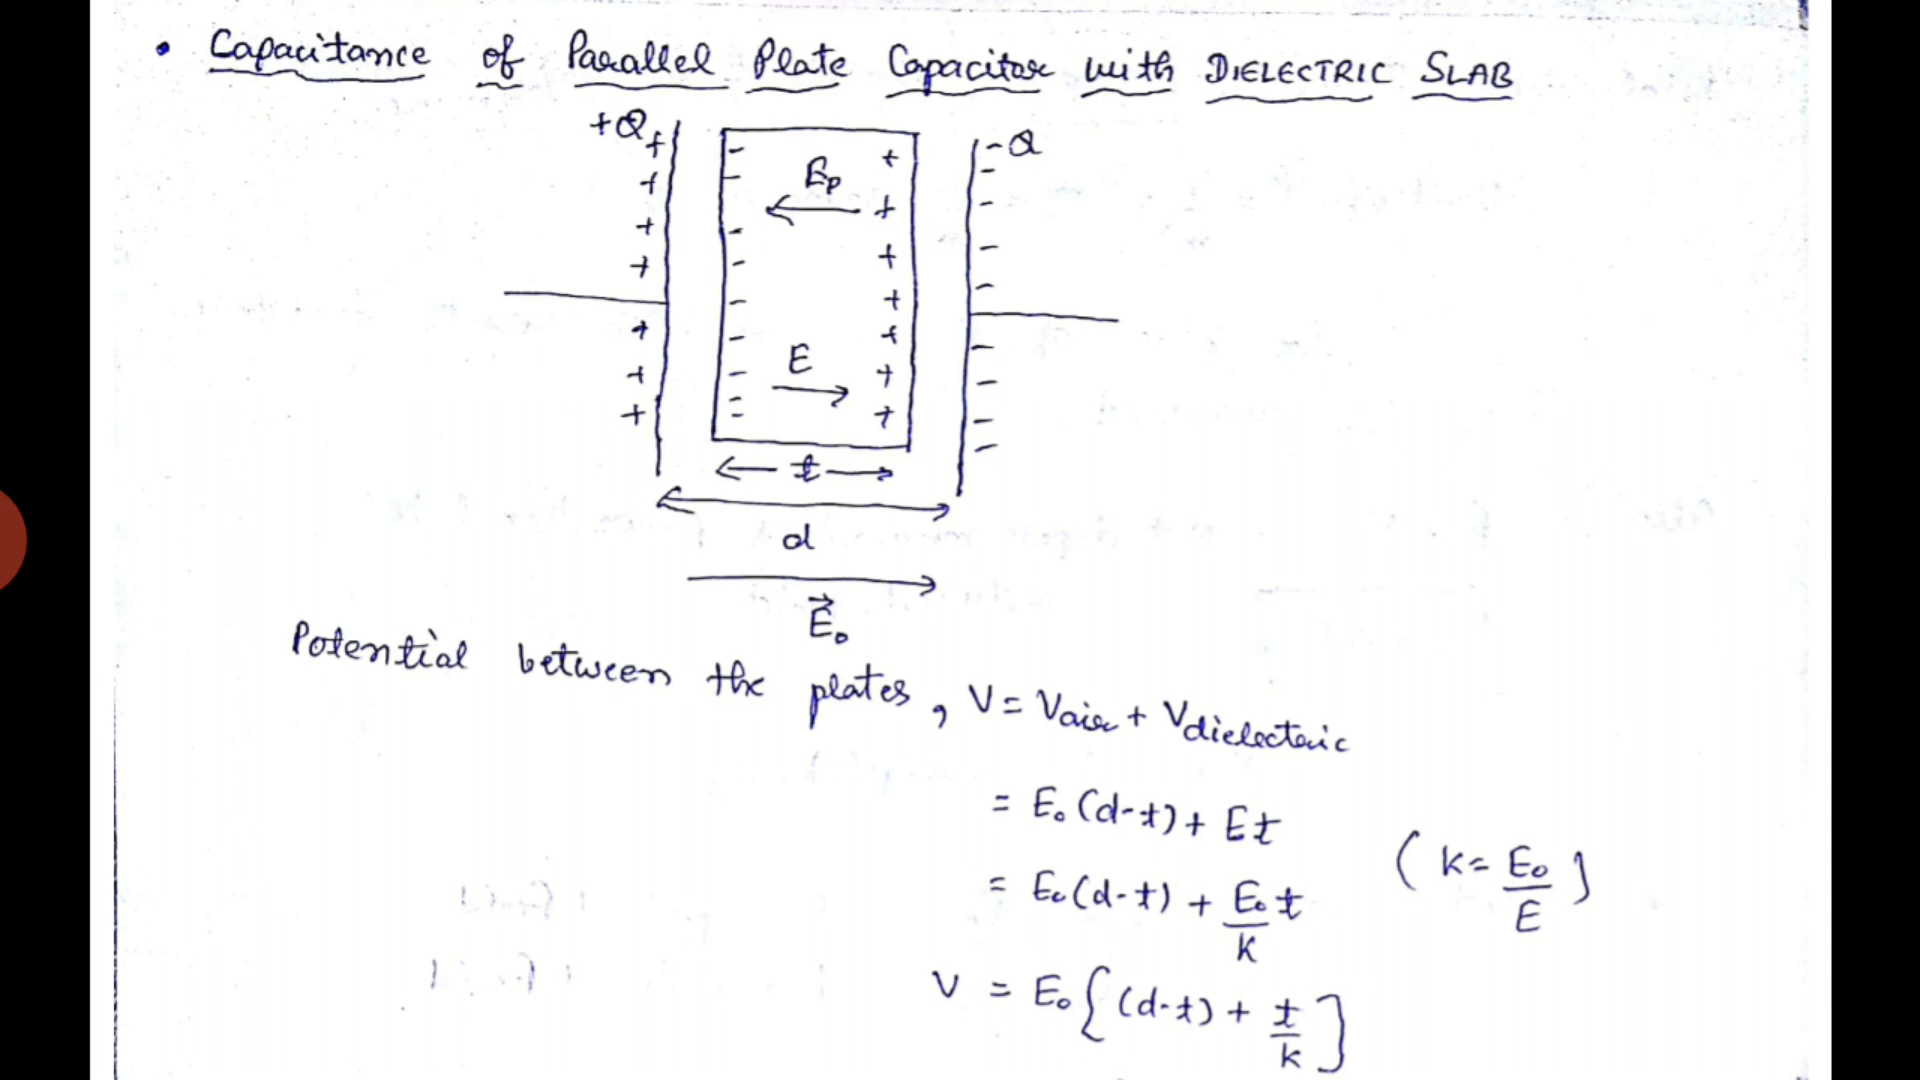 • Capacitance of Parallel Plate Capacitor with DIELECTRIC SLAB
+Q
-Q
Ep
E
t
d
E⃗₀
Potential between the plates, V = Vair + Vdielectric
= E₀(d-t) + Et
= E₀(d-t) + E₀/k t (k = E₀/E)
V = E₀{(d-t) + t/k}